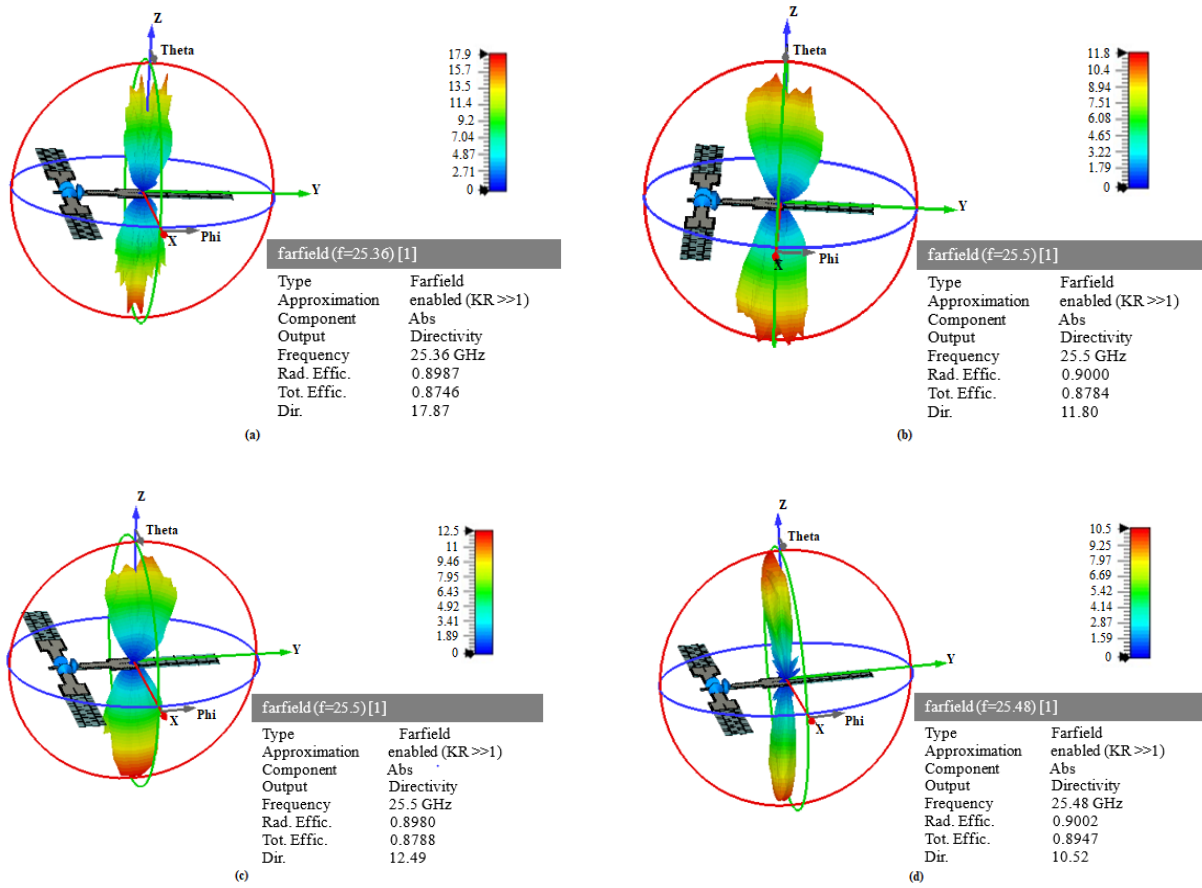 Z
Theta
17.9
15.7
13.5
11.4
9.2
7.04
4.87
2.71
0
Y
X
Phi
farfield (f=25.36) [1]
Type Farfield
Approximation enabled (KR >>1)
Component Abs
Output Directivity
Frequency 25.36 GHz
Rad. Effic. 0.8987
Tot. Effic. 0.8746
Dir. 17.87
(a)
Z
Theta
11.8
10.4
8.94
7.51
6.08
4.65
3.22
1.79
0
Y
X
Phi
farfield (f=25.5) [1]
Type Farfield
Approximation enabled (KR >>1)
Component Abs
Output Directivity
Frequency 25.5 GHz
Rad. Effic. 0.9000
Tot. Effic. 0.8784
Dir. 11.80
(b)
Z
Theta
12.5
11
9.46
7.95
6.43
4.92
3.41
1.89
0
Y
X
Phi
farfield (f=25.5) [1]
Type Farfield
Approximation enabled (KR >>1)
Component Abs
Output Directivity
Frequency 25.5 GHz
Rad. Effic. 0.8980
Tot. Effic. 0.8788
Dir. 12.49
(c)
Z
Theta
10.5
9.25
7.97
6.69
5.42
4.14
2.87
1.59
0
Y
X
Phi
farfield (f=25.48) [1]
Type Farfield
Approximation enabled (KR >>1)
Component Abs
Output Directivity
Frequency 25.48 GHz
Rad. Effic. 0.9002
Tot. Effic. 0.8947
Dir. 10.52
(d)